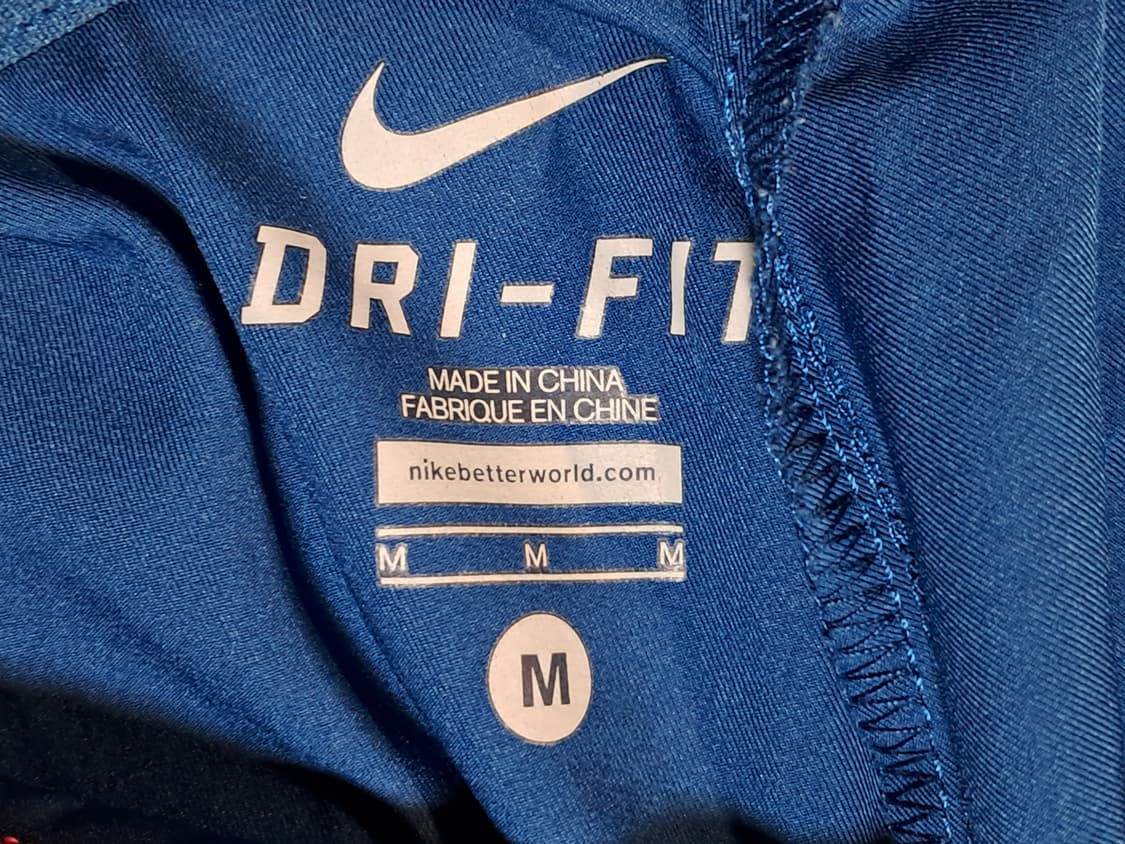 DRI-FIT
MADE IN CHINA
FABRIQUE EN CHINE
nikebetterworld.com
M M M
M